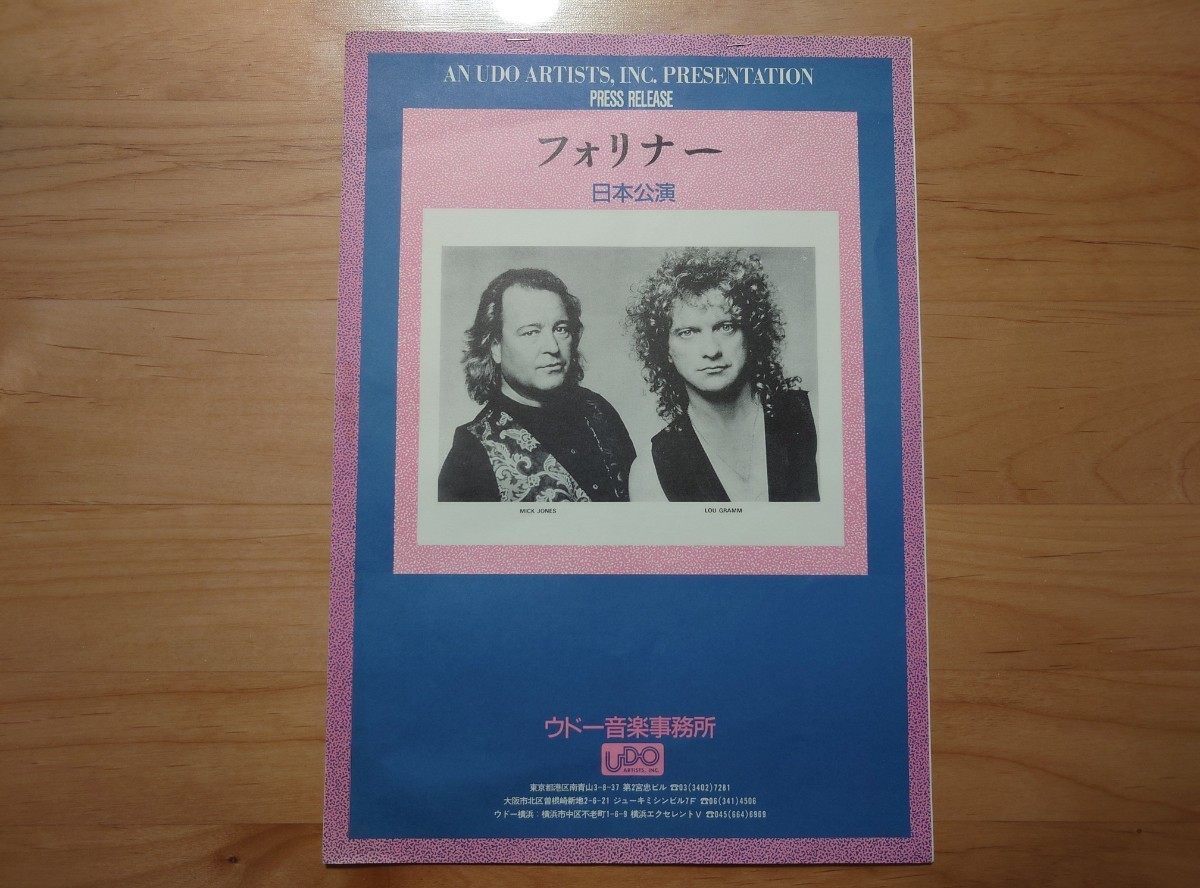 AN UDO ARTISTS, INC. PRESENTATION
PRESS RELEASE
フォリナー
日本公演
MICK JONES LOU GRAMM
ウドー音楽事務所
UDO
ARTISTS, INC.
東京都港区南青山3-8-37 第2宮忠ビル ☎03(3402)7281
大阪市北区曽根崎新地2-6-21 ジューキミシンビル7F ☎06(341)4506
ウドー横浜：横浜市中区不老町1-6-9 横浜エクセレントV ☎045(664)6969